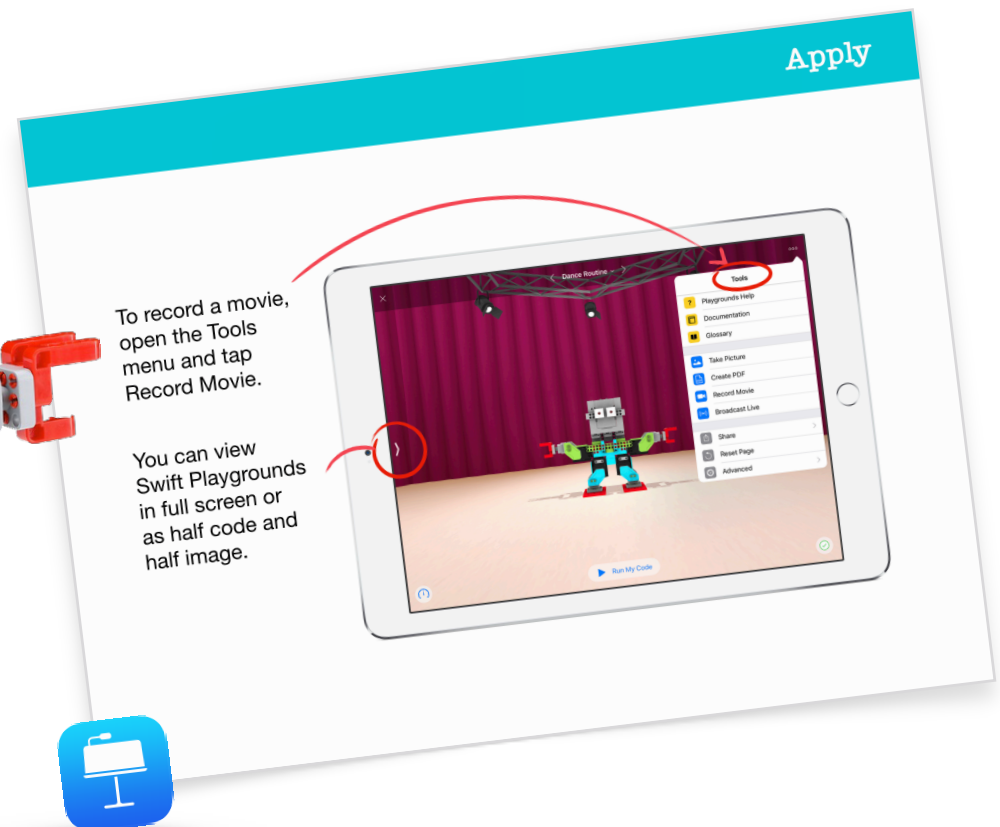 Apply
To record a movie,
open the Tools
menu and tap
Record Movie.
You can view
Swift Playgrounds
in full screen or
as half code and
half image.
Dance Routine
Tools
Playgrounds Help
Documentation
Glossary
Take Picture
Create PDF
Record Movie
Broadcast Live
Share
Reset Page
Advanced
Run My Code